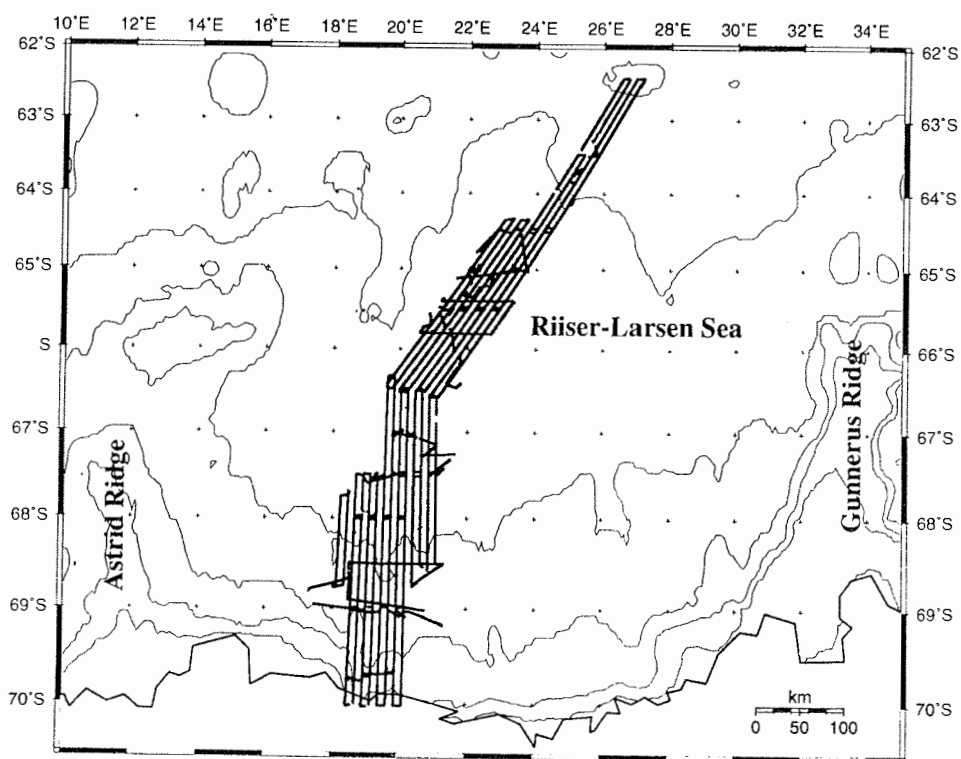 10˚E 12˚E 14˚E 16˚E 18˚E 20˚E 22˚E 24˚E 26˚E 28˚E 30˚E 32˚E 34˚E
62˚S 62˚S
63˚S 63˚S
64˚S 64˚S
65˚S 65˚S
Riiser-Larsen Sea
S 66˚S
67˚S 67˚S
Astrid Ridge
Gunnerus Ridge
68˚S 68˚S
69˚S 69˚S
70˚S 70˚S
km
0 50 100